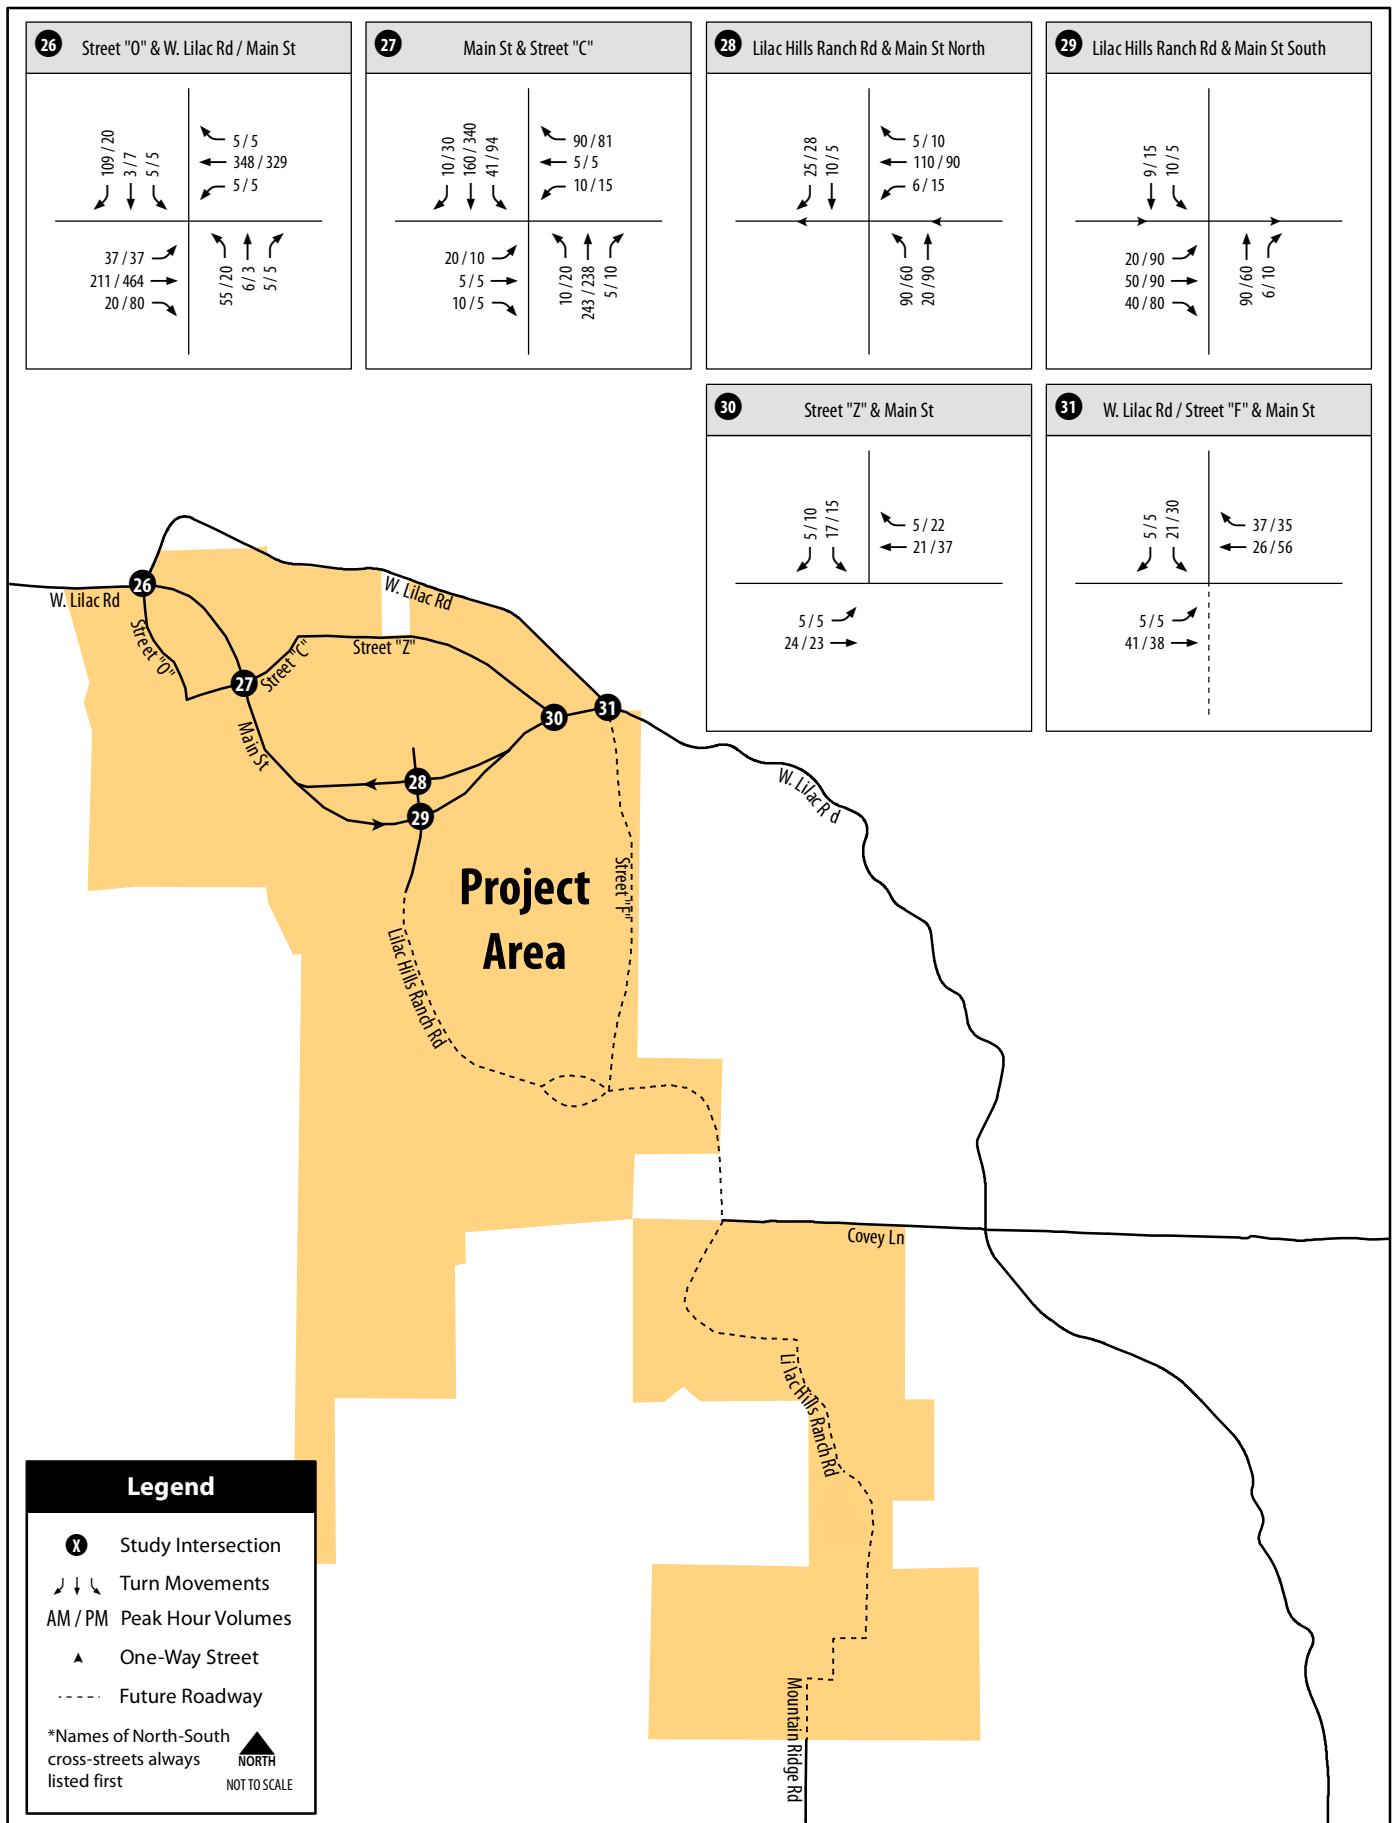 26 Street "O" & W. Lilac Rd / Main St
109 / 20
3 / 7
5 / 5
5 / 5
348 / 329
5 / 5
37 / 37
211 / 464
20 / 80
55 / 20
6 / 3
5 / 5
27 Main St & Street "C"
10 / 30
160 / 340
41 / 94
90 / 81
5 / 5
10 / 15
20 / 10
5 / 5
10 / 5
10 / 20
243 / 238
5 / 10
28 Lilac Hills Ranch Rd & Main St North
25 / 28
10 / 5
5 / 10
110 / 90
6 / 15
90 / 60
20 / 90
29 Lilac Hills Ranch Rd & Main St South
9 / 15
10 / 5
20 / 90
50 / 90
40 / 80
90 / 60
6 / 10
30 Street "Z" & Main St
5 / 10
17 / 15
5 / 22
21 / 37
5 / 5
24 / 23
31 W. Lilac Rd / Street "F" & Main St
5 / 5
21 / 30
37 / 35
26 / 56
5 / 5
41 / 38
26
W. Lilac Rd
W. Lilac Rd
Street "O"
Street "Z"
Street "C"
27
30
31
Main St
28
29
W. Lilac R d
Project
Area
Street "F"
Lilac Hills Ranch Rd
Covey Ln
Li lac Hills Ranch Rd
Mountain Ridge Rd
Legend
X Study Intersection
Turn Movements
AM / PM Peak Hour Volumes
One-Way Street
Future Roadway
*Names of North-South
cross-streets always
listed first
NORTH
NOT TO SCALE